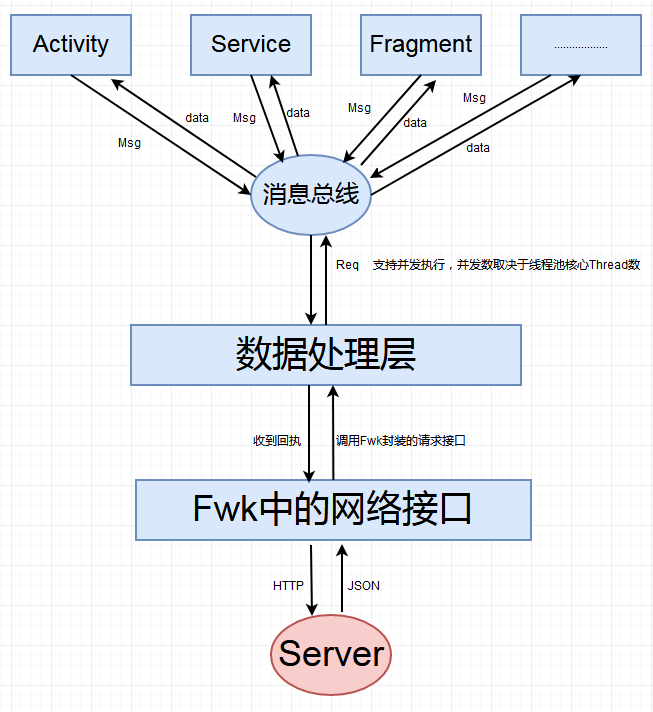 Activity
Service
Fragment
..................
Msg
data
Msg
data
Msg
data
Msg
data
消息总线
Req 支持并发执行，并发数取决于线程池核心Thread数
数据处理层
收到回执
调用Fwk封装的请求接口
Fwk中的网络接口
HTTP
JSON
Server